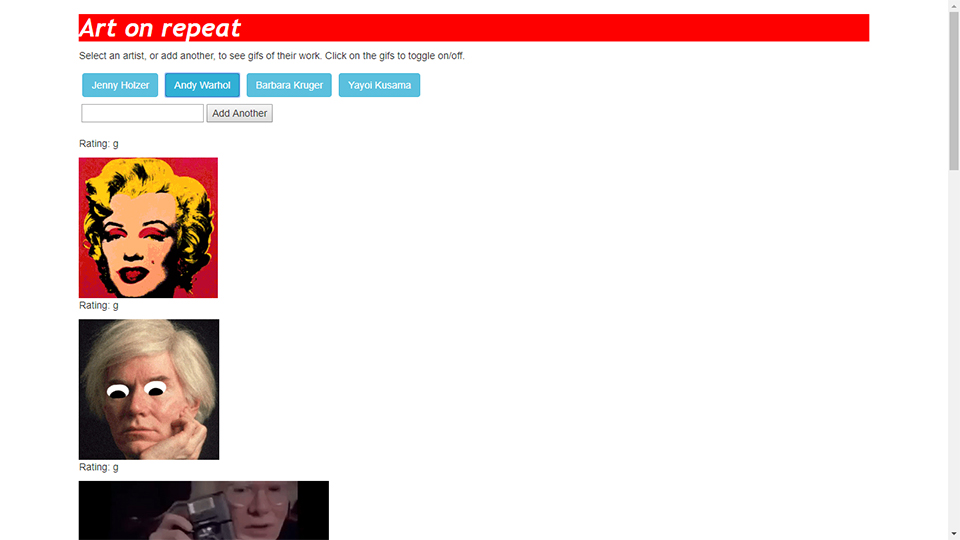 Art on repeat
Select an artist, or add another, to see gifs of their work. Click on the gifs to toggle on/off.
Jenny Holzer Andy Warhol Barbara Kruger Yayoi Kusama
Add Another
Rating: g
Rating: g
Rating: g